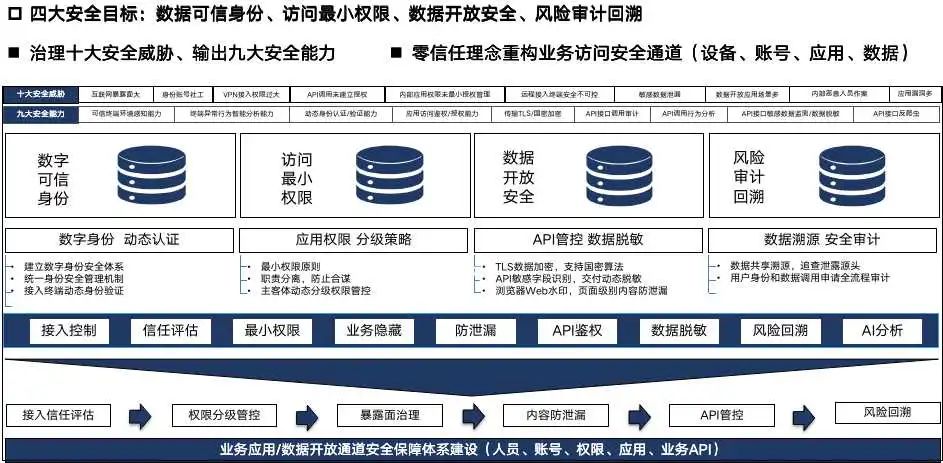 四大安全目标：数据可信身份、访问最小权限、数据开放安全、风险审计回溯
治理十大安全威胁、输出九大安全能力
零信任理念重构业务访问安全通道（设备、账号、应用、数据）
十大安全威胁 互联网暴露面大 身份账号社工 VPN接入权限过大 API调用未建立授权 内部应用权限未最小授权管理 远程接入终端安全不可控 敏感数据泄漏 数据开放应用场景多 内部恶意人员作案 应用漏洞多
九大安全能力 可信终端环境感知能力 终端异常行为智能分析能力 动态身份认证/验证能力 应用访问鉴权/授权能力 传输TLS/国密加密 API接口调用审计 API调用行为分析 API接口敏感数据监测/数据脱敏 API接口反爬虫
数字
可信
身份
访问
最小
权限
数据
开放
安全
风险
审计
回溯
数字身份 动态认证
建立数字身份安全体系
统一身份安全管理机制
接入终端动态身份验证
应用权限 分级策略
最小权限原则
职责分离，防止合谋
主客体动态分级权限管控
API管控 数据脱敏
TLS数据加密，支持国密算法
API敏感字段识别，交付动态脱敏
浏览器Web水印，页面级别内容防泄漏
数据溯源 安全审计
数据共享溯源，追查泄露源头
用户身份和数据调用申请全流程审计
接入控制 信任评估 最小权限 业务隐藏 防泄漏 API鉴权 数据脱敏 风险回溯 AI分析
接入信任评估 权限分级管控 暴露面治理 内容防泄漏 API管控 风险回溯
业务应用/数据开放通道安全保障体系建设（人员、账号、权限、应用、业务API）